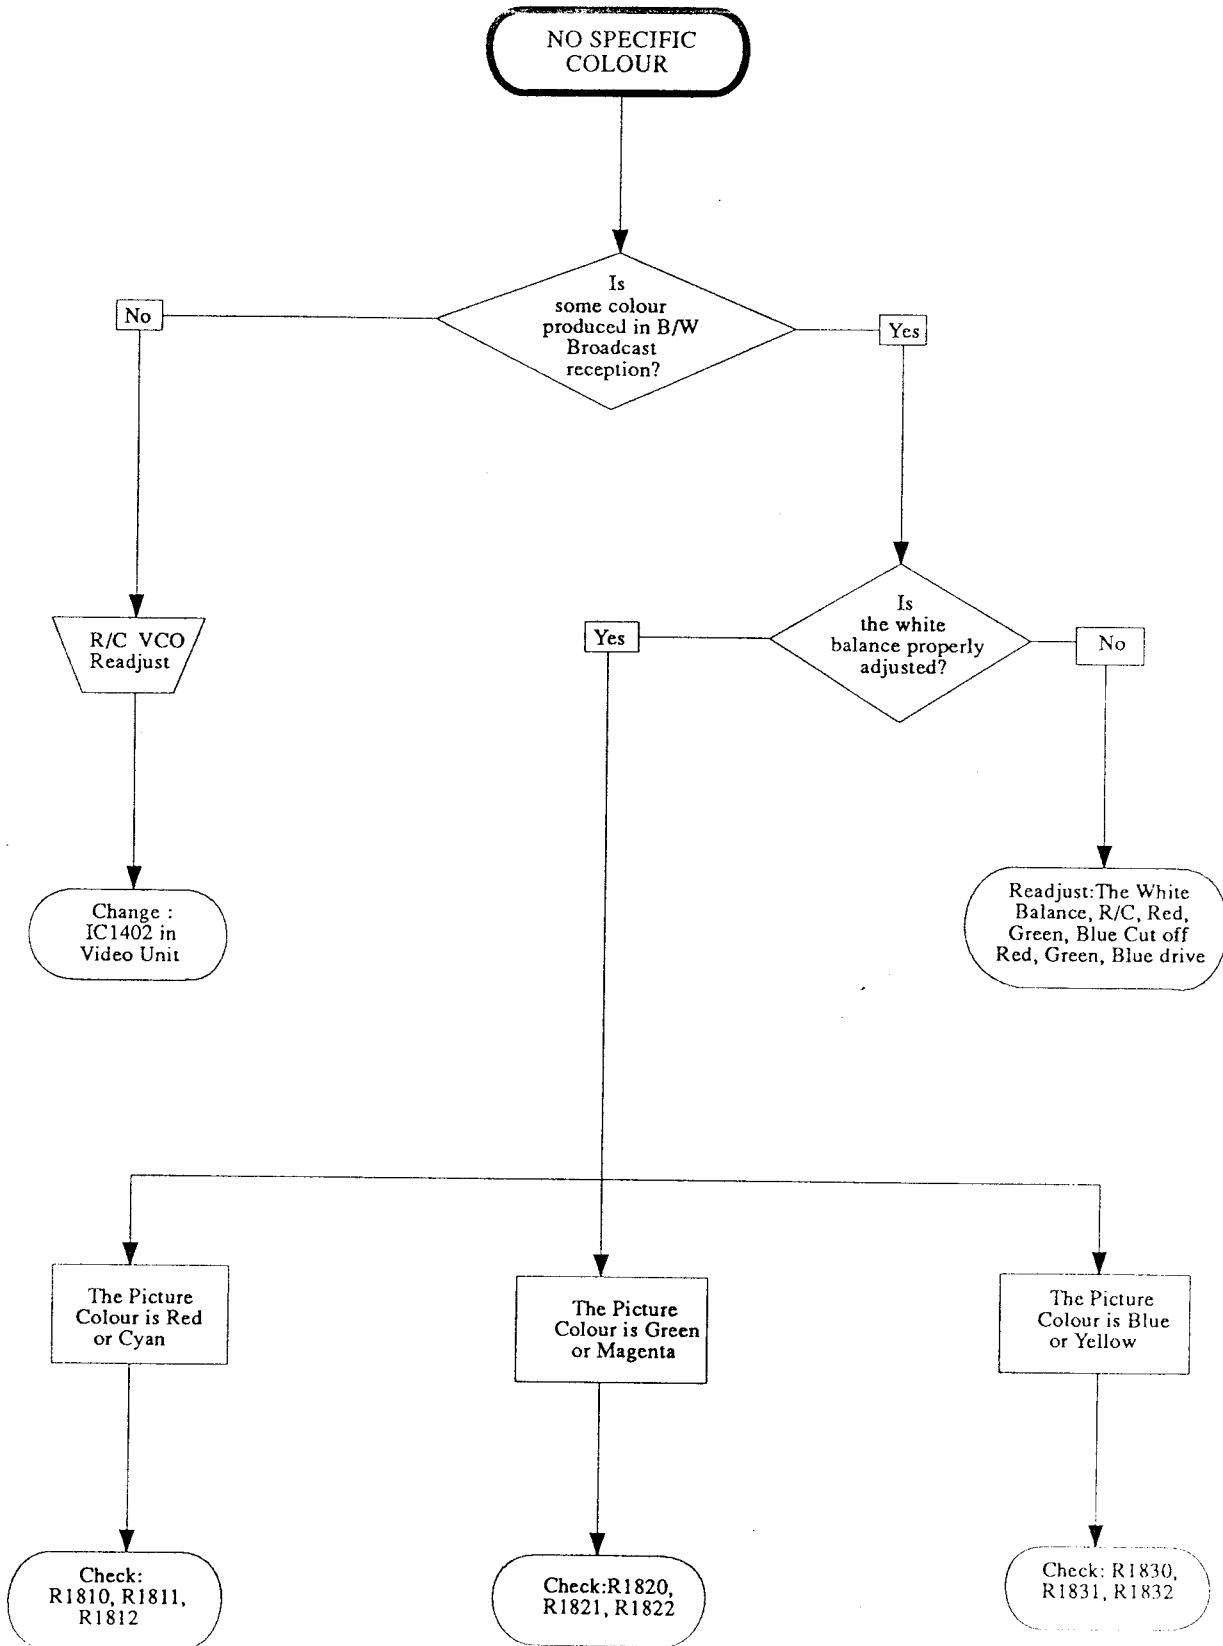 NO SPECIFIC
COLOUR
Is
some colour
produced in B/W
Broadcast
reception?
No
Yes
R/C VCO
Readjust
Is
the white
balance properly
adjusted?
Yes
No
Change :
IC1402 in
Video Unit
Readjust:The White
Balance, R/C, Red,
Green, Blue Cut off
Red, Green, Blue drive
The Picture
Colour is Red
or Cyan
The Picture
Colour is Green
or Magenta
The Picture
Colour is Blue
or Yellow
Check:
R1810, R1811,
R1812
Check:R1820,
R1821, R1822
Check: R1830,
R1831, R1832